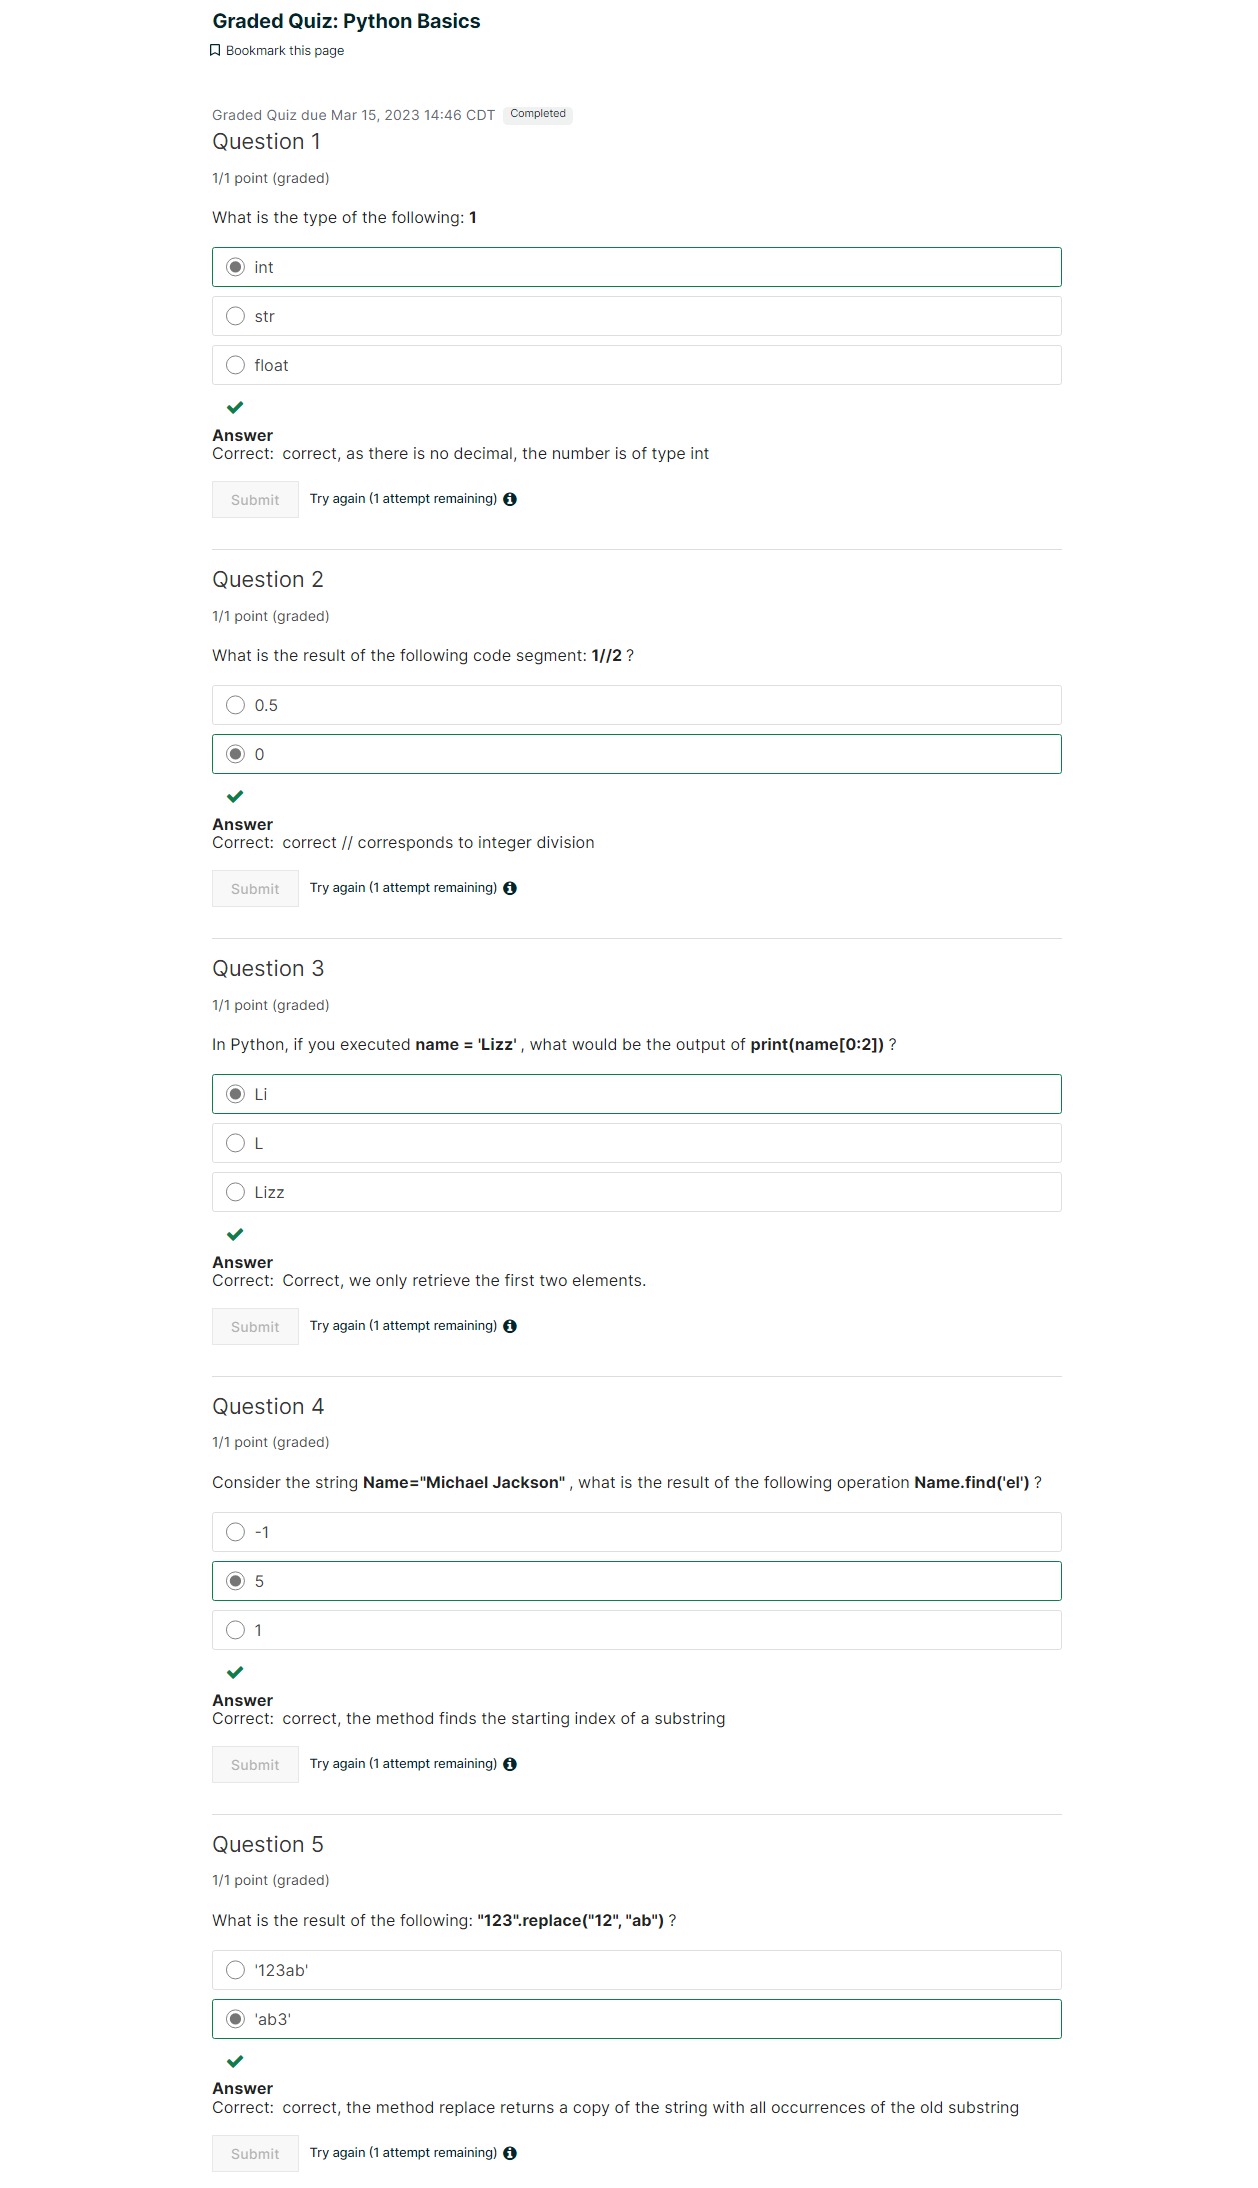 Graded Quiz: Python Basics
Bookmark this page
Graded Quiz due Mar 15, 2023 14:46 CDT Completed
Question 1
1/1 point (graded)
What is the type of the following: 1
int
str
float
Answer
Correct: correct, as there is no decimal, the number is of type int
Submit Try again (1 attempt remaining)
Question 2
1/1 point (graded)
What is the result of the following code segment: 1//2 ?
0.5
0
Answer
Correct: correct // corresponds to integer division
Submit Try again (1 attempt remaining)
Question 3
1/1 point (graded)
In Python, if you executed name = 'Lizz' , what would be the output of print(name[0:2]) ?
Li
L
Lizz
Answer
Correct: Correct, we only retrieve the first two elements.
Submit Try again (1 attempt remaining)
Question 4
1/1 point (graded)
Consider the string Name="Michael Jackson" , what is the result of the following operation Name.find('el') ?
-1
5
1
Answer
Correct: correct, the method finds the starting index of a substring
Submit Try again (1 attempt remaining)
Question 5
1/1 point (graded)
What is the result of the following: "123".replace("12", "ab") ?
'123ab'
'ab3'
Answer
Correct: correct, the method replace returns a copy of the string with all occurrences of the old substring
Submit Try again (1 attempt remaining)